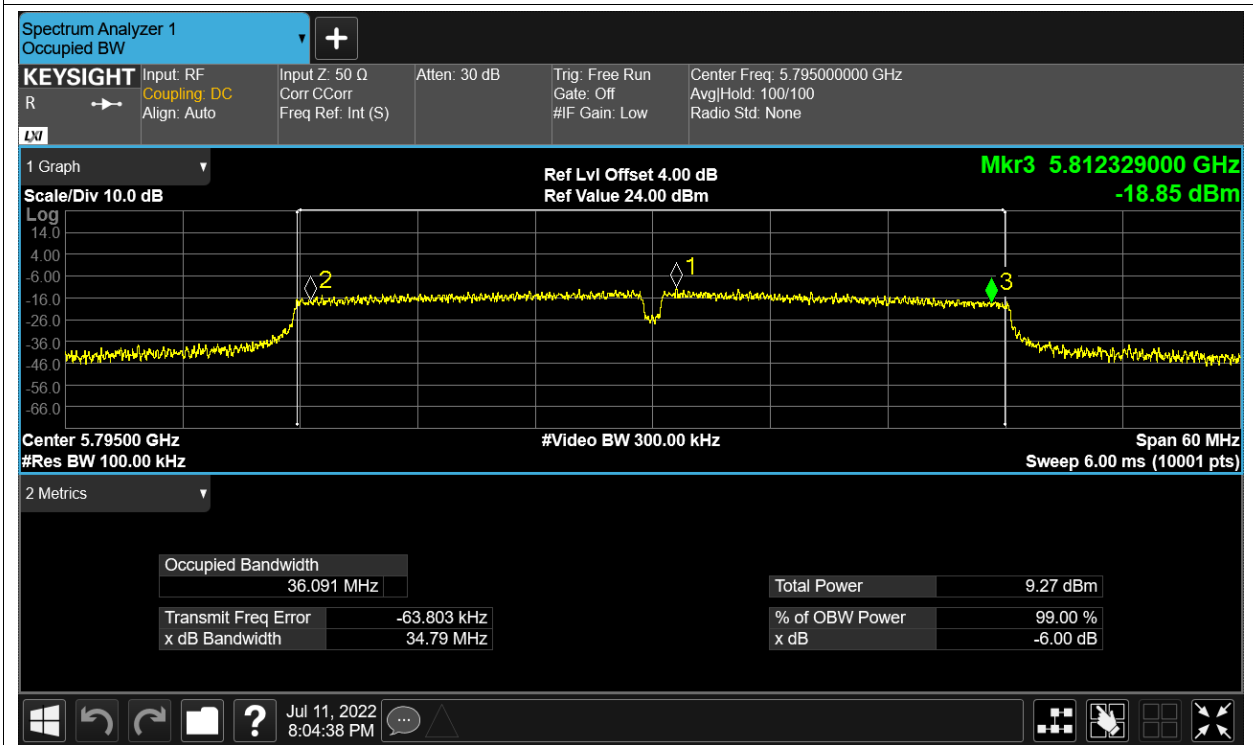 Spectrum Analyzer 1
Occupied BW
▼
+
KEYSIGHT Input: RF Input Z: 50 Ω Atten: 30 dB Trig: Free Run Center Freq: 5.795000000 GHz
R Coupling: DC Corr CCorr Gate: Off Avg|Hold: 100/100
Align: Auto Freq Ref: Int (S) #IF Gain: Low Radio Std: None
LXI
1 Graph ▼ Ref Lvl Offset 4.00 dB Mkr3 5.812329000 GHz
Scale/Div 10.0 dB Ref Value 24.00 dBm -18.85 dBm
Log
14.0
4.00
-6.00
-16.0
-26.0
-36.0
-46.0
-56.0
-66.0
2
1
3
Center 5.79500 GHz #Video BW 300.00 kHz Span 60 MHz
#Res BW 100.00 kHz Sweep 6.00 ms (10001 pts)
2 Metrics ▼
Occupied Bandwidth
36.091 MHz Total Power 9.27 dBm
Transmit Freq Error -63.803 kHz % of OBW Power 99.00 %
x dB Bandwidth 34.79 MHz x dB -6.00 dB
? Jul 11, 2022
8:04:38 PM